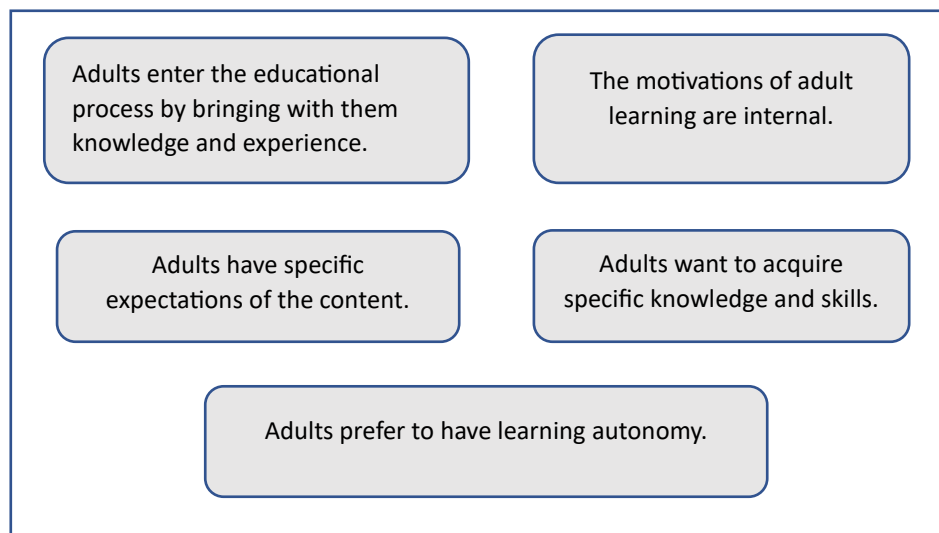 Adults enter the educational
process by bringing with them
knowledge and experience.
The motivations of adult
learning are internal.
Adults have specific
expectations of the content.
Adults want to acquire
specific knowledge and skills.
Adults prefer to have learning autonomy.